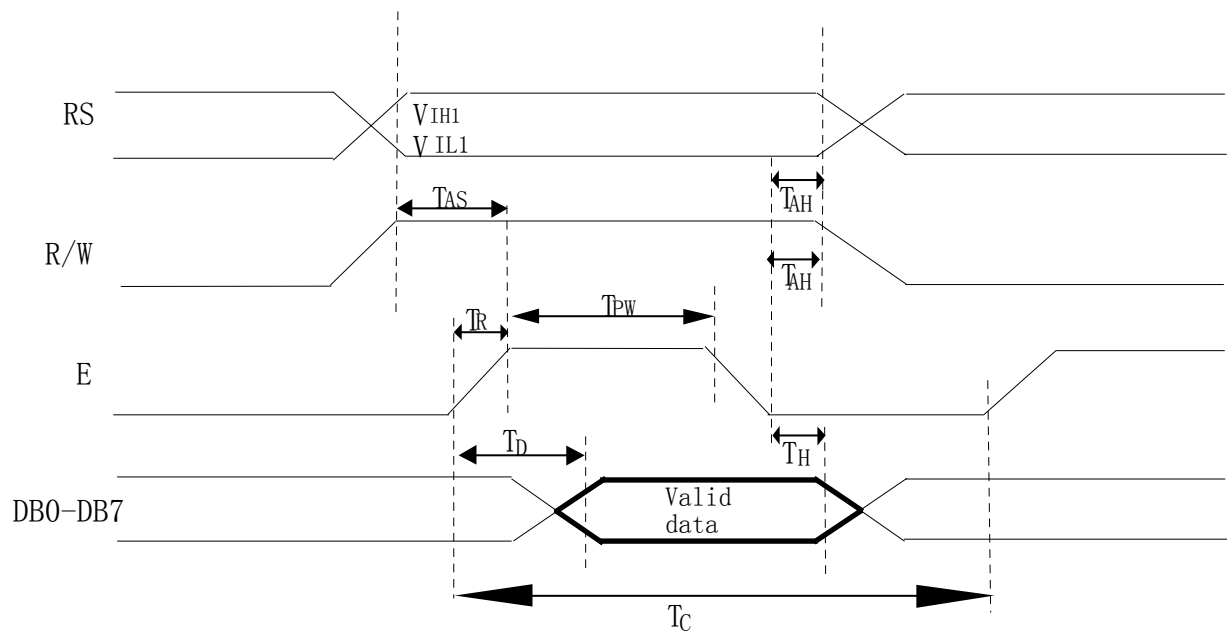 RS
VIH1
VIL1
TAS
TAH
R/W
TAH
TR
TPW
E
TD
TH
DB0-DB7
Valid
data
TC